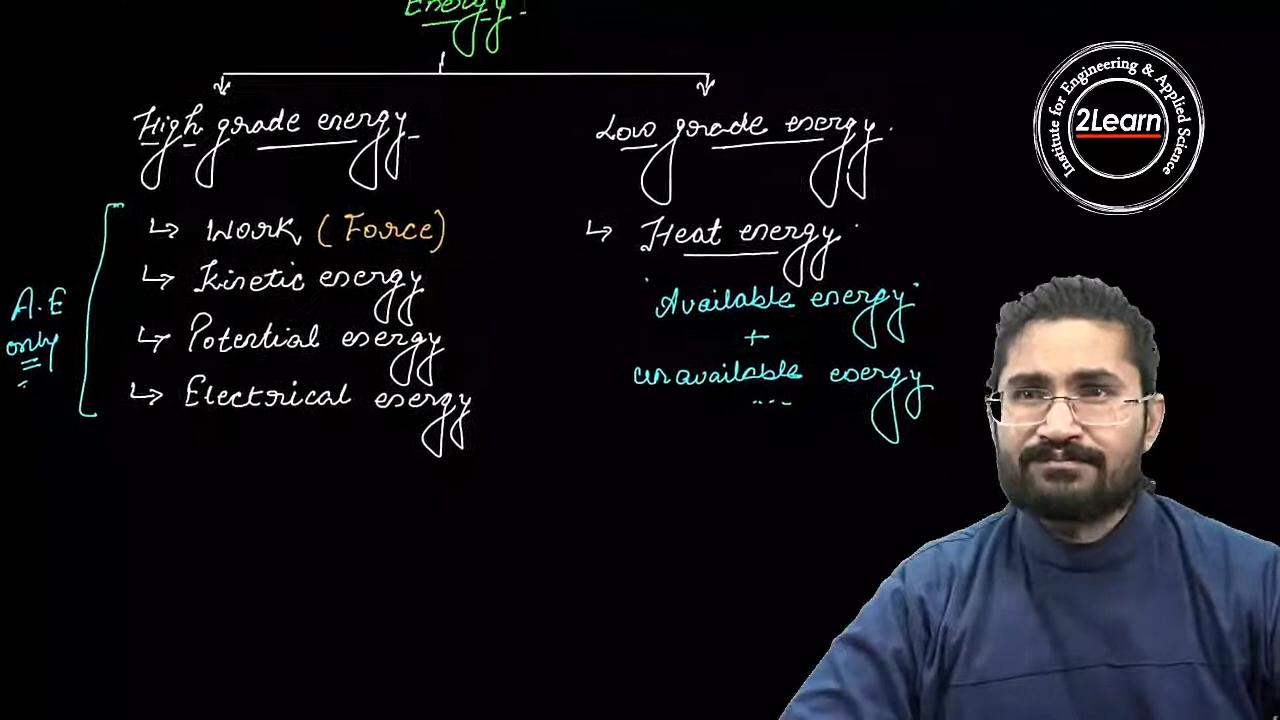 Energy.
High grade energy
Low grade energy.
↳ Work (Force)
↳ Kinetic energy
↳ Potential energy
↳ Electrical energy
A.E
only
↳ Heat energy
Available energy
+
unavailable energy
2Learn
Institute for Engineering & Applied Science